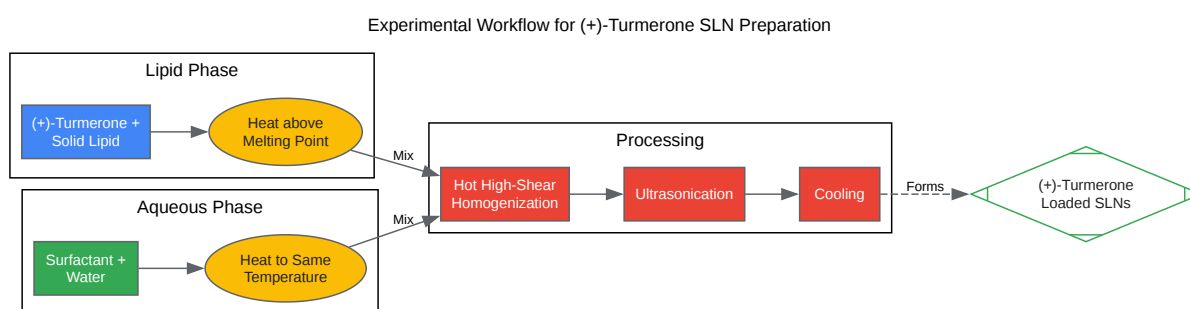 Experimental Workflow for (+)-Turmerone SLN Preparation
Lipid Phase
(+)-Turmerone +
Solid Lipid
Heat above
Melting Point
Mix
Aqueous Phase
Surfactant +
Water
Heat to Same
Temperature
Mix
Processing
Hot High-Shear
Homogenization
Ultrasonication
Cooling
Forms
(+)-Turmerone
Loaded SLNs